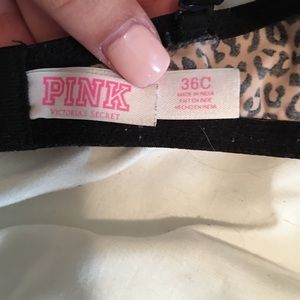 PINK
VICTORIA'S SECRET
36C
MADE IN INDIA
FAIT EN INDE
HECHO EN INDIA